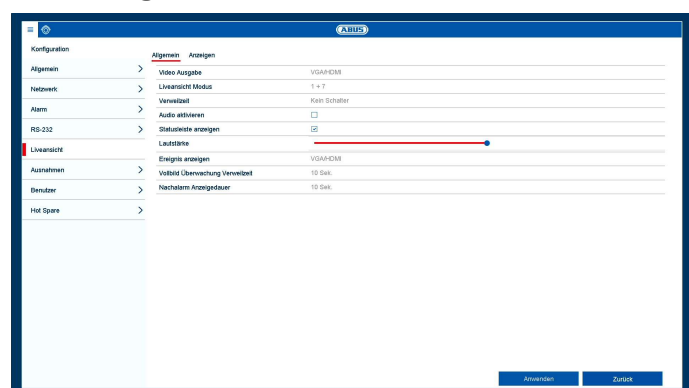 ABUS
Konfiguration
Allgemein
Netzwerk
Alarm
RS-232
Liveansicht
Ausnahmen
Benutzer
Hot Spare
Allgemein Anzeigen
Video Ausgabe VGA/HDMI
Liveansicht Modus 1 + 7
Verweilzeit Kein Schalter
Audio aktivieren
Statusleiste anzeigen
Lautstärke
Ereignis anzeigen VGA/HDMI
Vollbild Überwachung Verweilzeit 10 Sek.
Nachalarm Anzeigedauer 10 Sek.
Anwenden Zurück